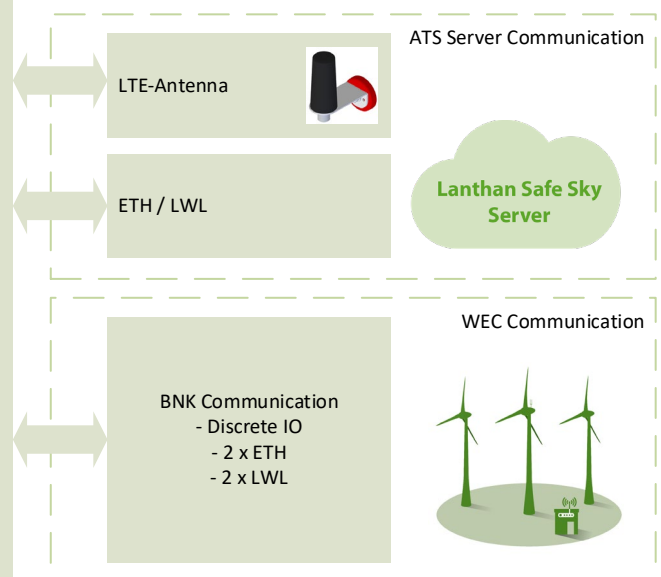 ATS Server Communication
LTE-Antenna
ETH / LWL
Lanthan Safe Sky
Server
WEC Communication
BNK Communication
- Discrete IO
- 2 x ETH
- 2 x LWL